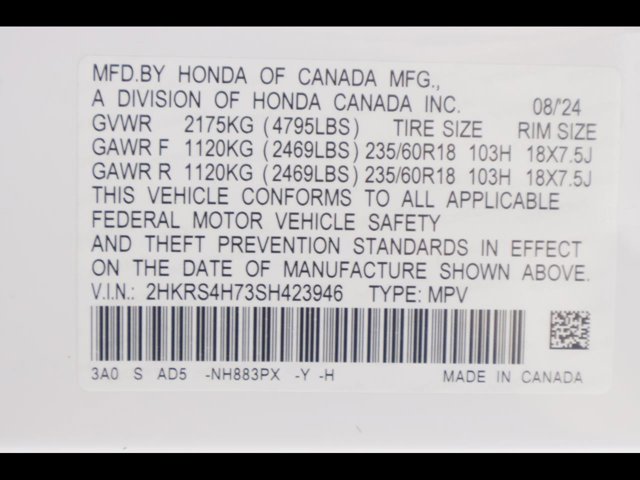 MFD.BY HONDA OF CANADA MFG.,
A DIVISION OF HONDA CANADA INC. 08/'24
GVWR 2175KG (4795LBS) TIRE SIZE RIM SIZE
GAWR F 1120KG (2469LBS) 235/60R18 103H 18X7.5J
GAWR R 1120KG (2469LBS) 235/60R18 103H 18X7.5J
THIS VEHICLE CONFORMS TO ALL APPLICABLE
FEDERAL MOTOR VEHICLE SAFETY
AND THEFT PREVENTION STANDARDS IN EFFECT
ON THE DATE OF MANUFACTURE SHOWN ABOVE.
V.I.N.: 2HKRS4H73SH423946 TYPE: MPV
3A0 S AD5 -NH883PX -Y -H MADE IN CANADA